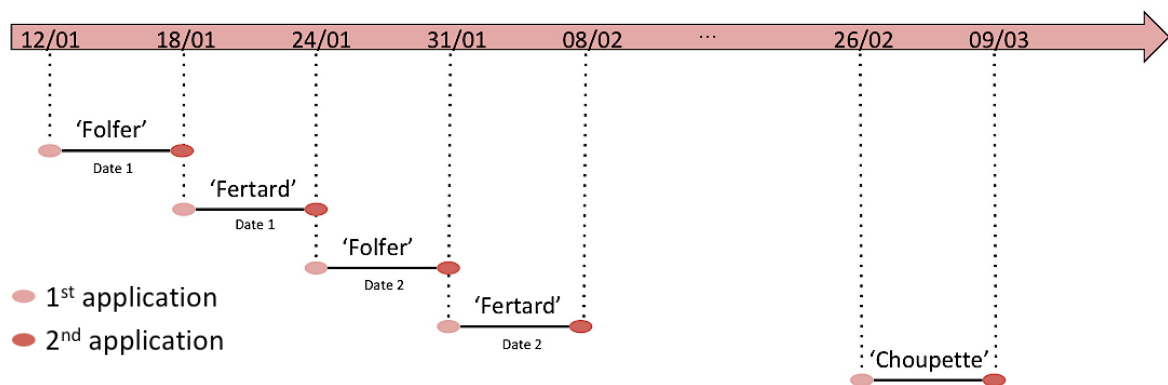 12/01 18/01 24/01 31/01 08/02 ... 26/02 09/03
‘Folfer’
Date 1
‘Fertard’
Date 1
‘Folfer’
Date 2
1st application
‘Fertard’
2nd application
Date 2
‘Choupette’